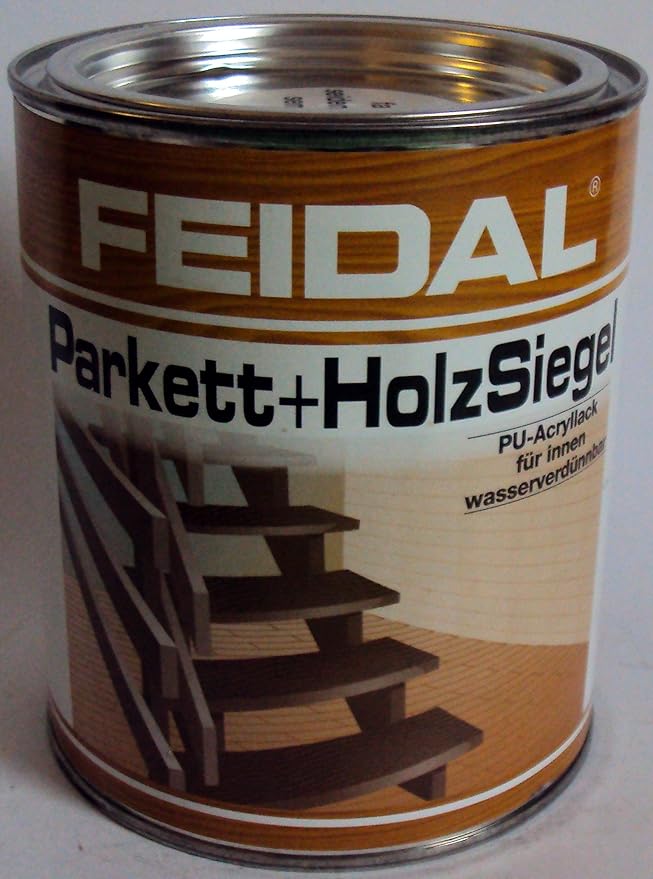 FEIDAL®
Parkett+HolzSiegel
PU-Acryllack
für innen
wasserverdünnbar